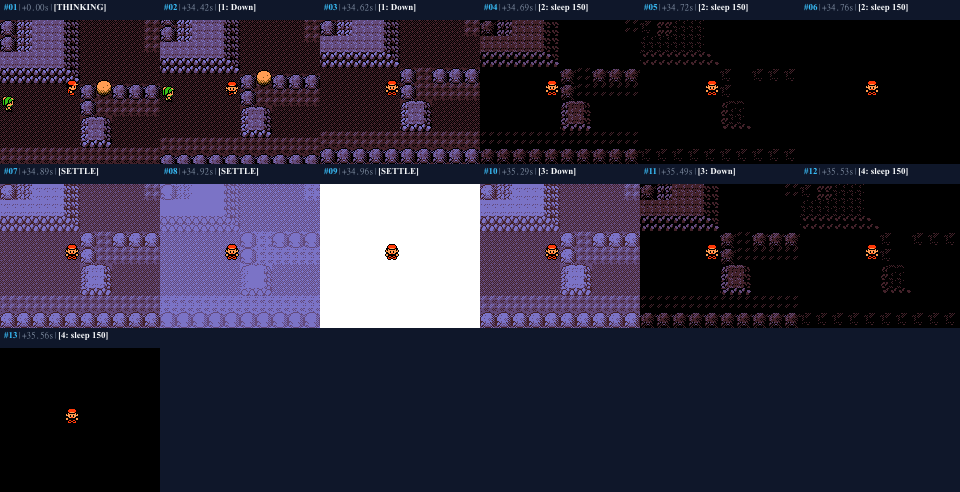 #01|+0.00s| [THINKING]
#02|+34.42s| [1: Down]
#03|+34.62s| [1: Down]
#04|+34.69s| [2: sleep 150]
#05|+34.72s| [2: sleep 150]
#06|+34.76s| [2: sleep 150]
#07|+34.89s| [SETTLE]
#08|+34.92s| [SETTLE]
#09|+34.96s| [SETTLE]
#10|+35.29s| [3: Down]
#11|+35.49s| [3: Down]
#12|+35.53s| [4: sleep 150]
#13|+35.56s| [4: sleep 150]